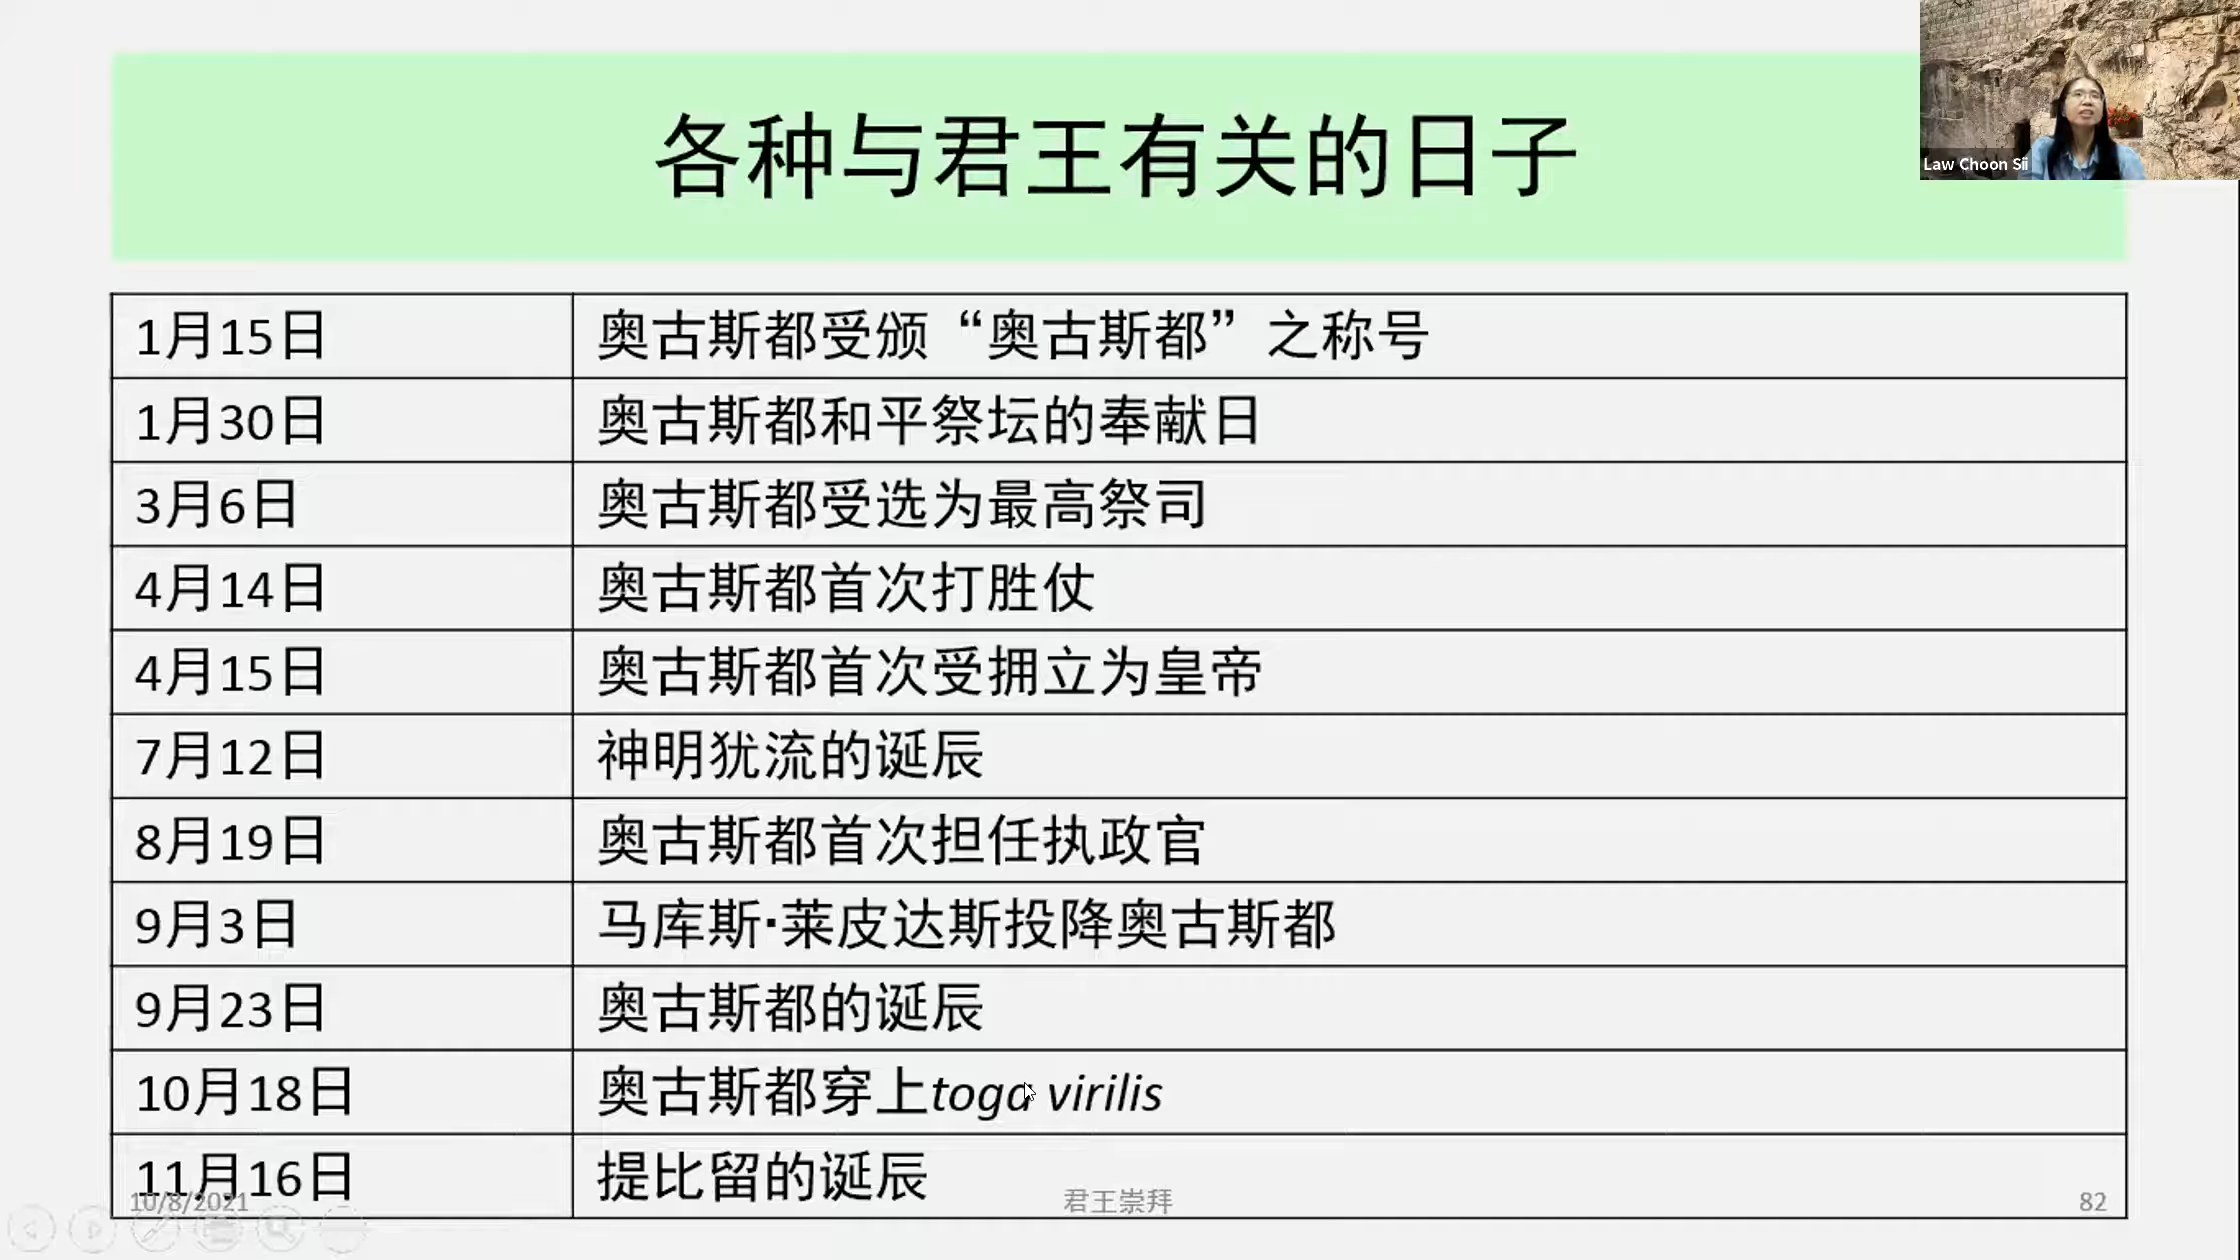 各种与君王有关的日子
Law Choon Sii
1月15日 奥古斯都受颁“奥古斯都”之称号
1月30日 奥古斯都和平祭坛的奉献日
3月6日 奥古斯都受选为最高祭司
4月14日 奥古斯都首次打胜仗
4月15日 奥古斯都首次受拥立为皇帝
7月12日 神明犹流的诞辰
8月19日 奥古斯都首次担任执政官
9月3日 马库斯·莱皮达斯投降奥古斯都
9月23日 奥古斯都的诞辰
10月18日 奥古斯都穿上toga virilis
11月16日 提比留的诞辰
10/8/2021 君王崇拜 82